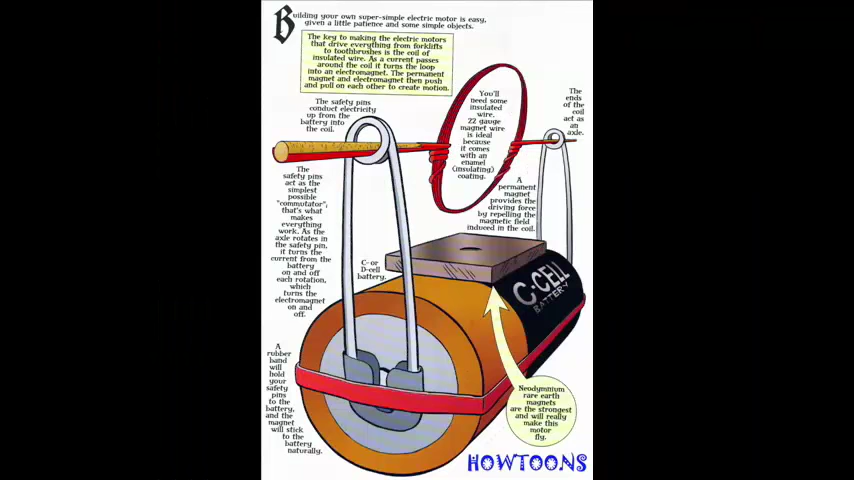 Building your own super-simple electric motor is easy,
given a little patience and some simple objects.
The key to making the electric motors
that drive everything from forklifts
to toothbrushes is the coil of
insulated wire. As a current passes
around the coil it turns the loop
into an electromagnet. The permanent
magnet and electromagnet then push
and pull on each other to create motion.
The safety pins
conduct electricity
up from the
battery into
the coil.
You'll
need some
insulated
wire.
22 gauge
magnet wire
is ideal
because
it comes
with an
enamel
(insulating)
coating.
The
ends
of the
coil
act as
an
axle.
The
safety pins
act as the
simplest
possible
"commutator",
that's what
makes
everything
work. As the
axle rotates in
the safety pin,
it turns the
current from the
battery
on and off
each rotation,
which
turns the
electromagnet
on and
off.
A
permanent
magnet
provides the
driving force
by repelling the
magnetic field
induced in the coil.
C- or
D-cell
battery.
C-CELL
BATTERY
A
rubber
band
will
hold
your
safety
pins
to the
battery,
and the
magnet
will stick
to the
battery
naturally.
Neodymnium
rare earth
magnets
are the strongest
and will really
make this
motor
fly.
HOWTOONS